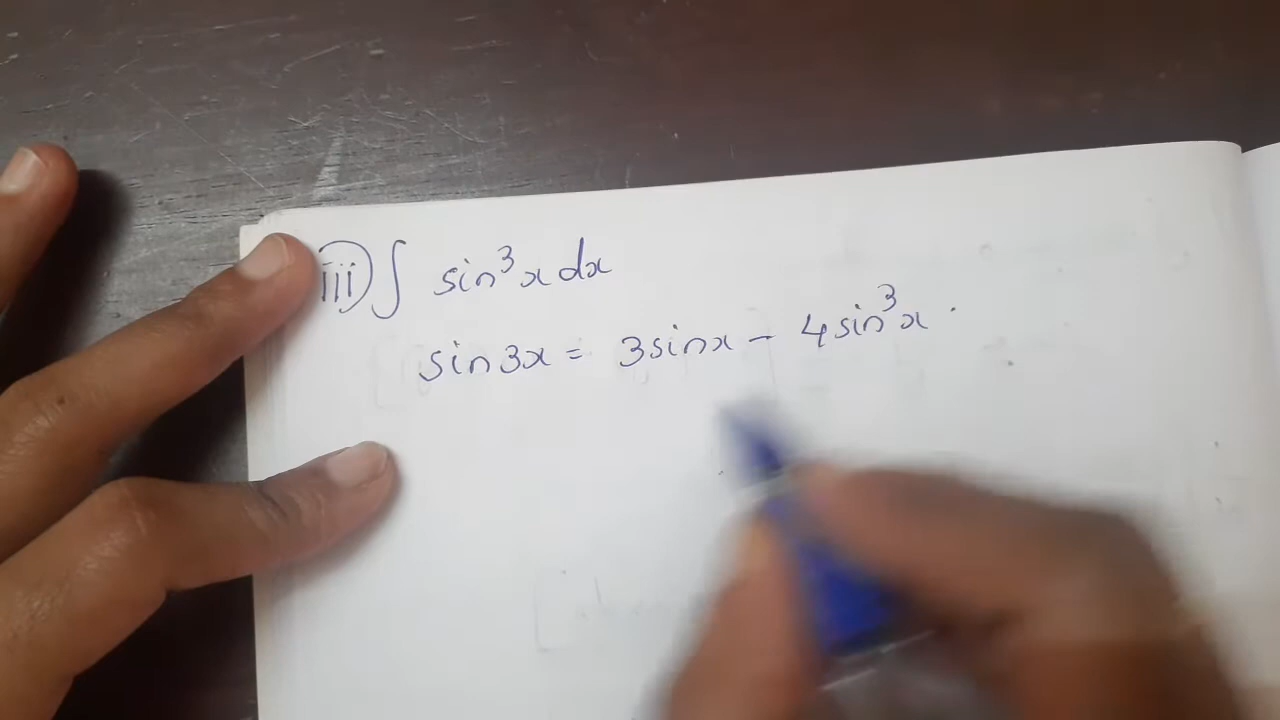 iii) ∫ sin³x dx
sin3x = 3sinx - 4sin³x.